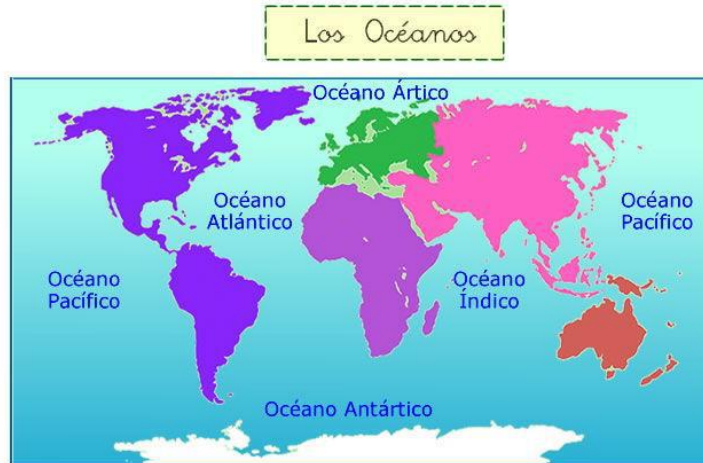 Los Océanos
Océano Ártico
Océano
Atlántico
Océano
Pacífico
Océano
Pacífico
Océano
Índico
Océano Antártico